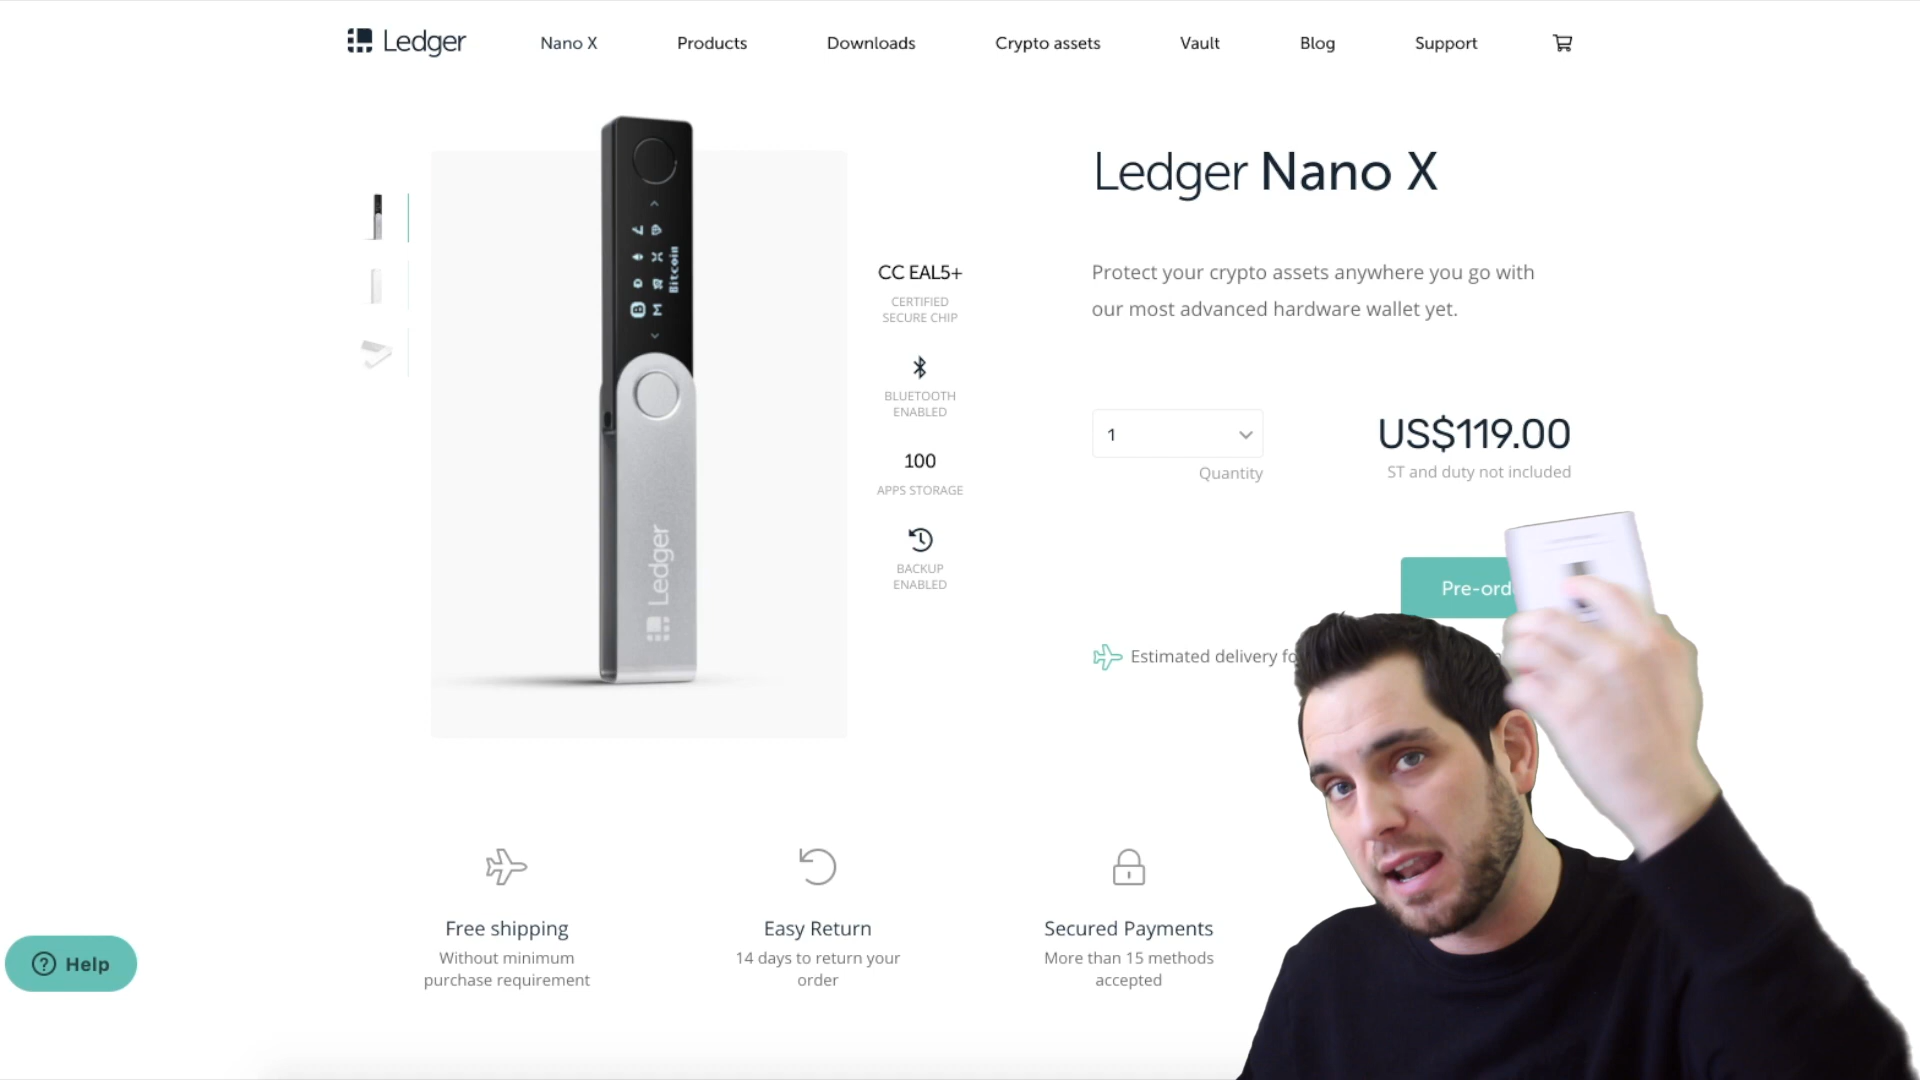 Ledger
Nano X
Products
Downloads
Crypto assets
Vault
Blog
Support
Bitcoin
Ledger
CC EAL5+
CERTIFIED
SECURE CHIP
BLUETOOTH
ENABLED
100
APPS STORAGE
BACKUP
ENABLED
Ledger Nano X
Protect your crypto assets anywhere you go with
our most advanced hardware wallet yet.
1
Quantity
US$119.00
ST and duty not included
Pre-ord
Estimated delivery fo
Free shipping
Without minimum
purchase requirement
Easy Return
14 days to return your
order
Secured Payments
More than 15 methods
accepted
Help